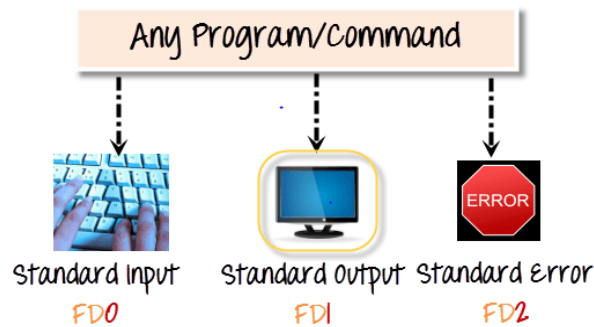 Any Program/Command
ERROR
Standard Input Standard Output Standard Error
FD0 FD1 FD2